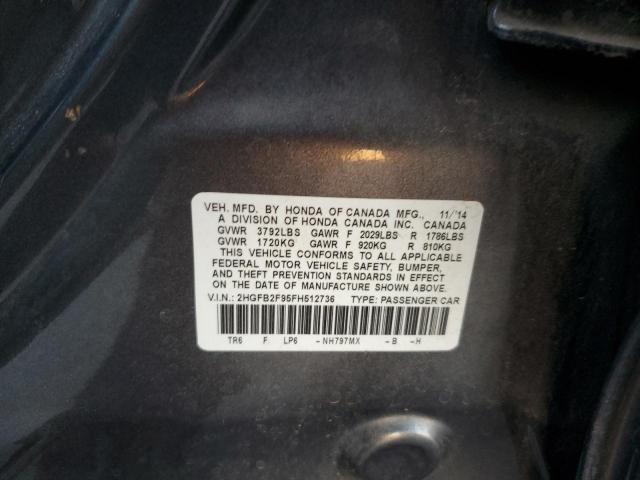 VEH. MFD. BY HONDA OF CANADA MFG., 11/'14
A DIVISION OF HONDA CANADA INC. CANADA
GVWR 3792LBS GAWR F 2029LBS R 1786LBS
GVWR 1720KG GAWR F 920KG R 810KG
THIS VEHICLE CONFORMS TO ALL APPLICABLE
FEDERAL MOTOR VEHICLE SAFETY, BUMPER,
AND THEFT PREVENTION STANDARDS IN EFFECT
ON THE DATE OF MANUFACTURE SHOWN ABOVE.
V.I.N.: 2HGFB2F95FH512736 TYPE: PASSENGER CAR
TR6 F LP6 -NH797MX -B -H